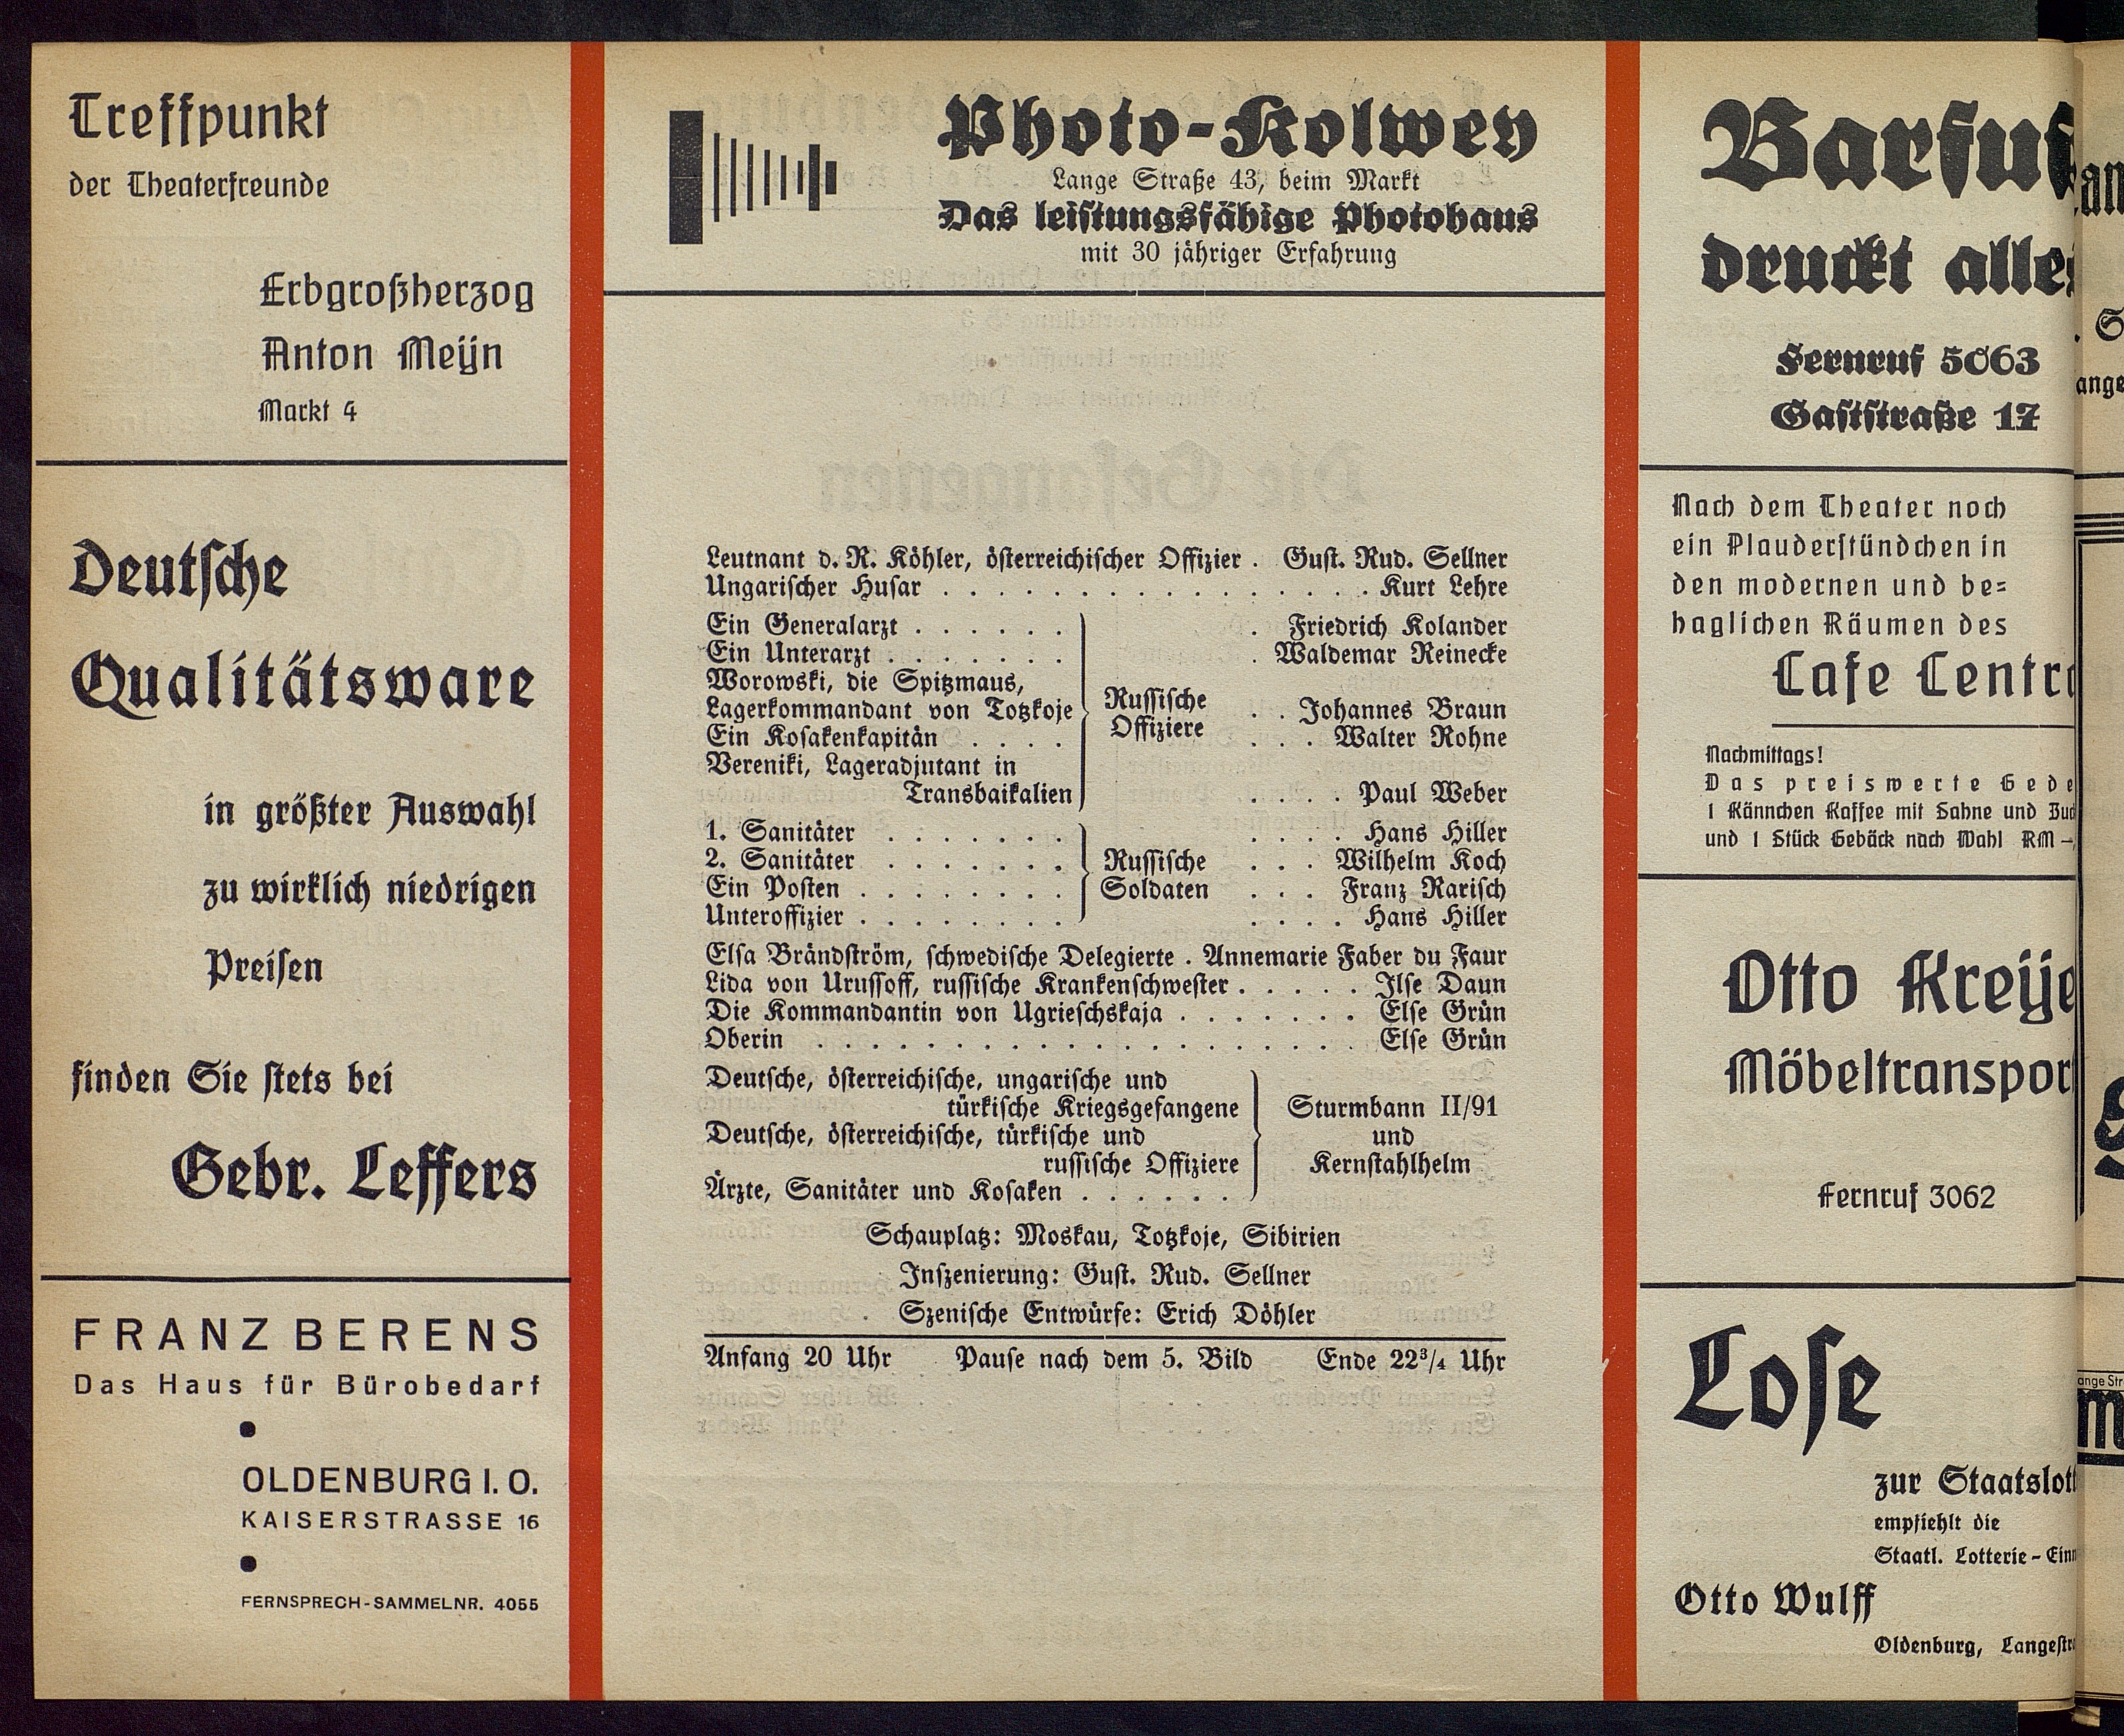 Treffpunkt
der Theaterfreunde
Erbgroßherzog
Anton Meijn
Markt 4
Deutsche
Qualitätsware
in größter Auswahl
zu wirklich niedrigen
Preisen
finden Sie stets bei
Gebr. Leffers
FRANZ BERENS
Das Haus für Bürobedarf
OLDENBURG I. O.
KAISERSTRASSE 16
FERNSPRECH-SAMMELNR. 4055
Photo-Kolwey
Lange Straße 43, beim Markt
Das leistungsfähige Photohaus
mit 30 jähriger Erfahrung
Leutnant d. R. Köhler, österreichischer Offizier . Gust. Rud. Sellner
Ungarischer Husar . . . . . . . . . . . . . . . . Kurt Lehre
Ein Generalarzt . . . . . . . Friedrich Kolander
Ein Unterarzt . . . . . . . . Waldemar Reinecke
Worowski, die Spitzmaus,
Lagerkommandant von Totzkoje Russische Offiziere . . Johannes Braun
Ein Kosakenkapitän . . . . . . . Walter Rohne
Vereniki, Lageradjutant in
Transbaikalien . . . . Paul Weber
1. Sanitäter . . . . . . . . . . . Hans Hiller
2. Sanitäter . . . . . . . Russische . . . Wilhelm Koch
Ein Posten . . . . . . . . Soldaten . . . Franz Rarisch
Unteroffizier . . . . . . . . . . . . Hans Hiller
Elsa Brändström, schwedische Delegierte . Annemarie Faber du Faur
Lida von Urussoff, russische Krankenschwester . . . . . Ilse Daun
Die Kommandantin von Ugrieschskaja . . . . . . . Else Grün
Oberin . . . . . . . . . . . . . . . . . . . . Else Grün
Deutsche, österreichische, ungarische und
türkische Kriegsgefangene Sturmbann II/91
Deutsche, österreichische, türkische und und
russische Offiziere Kernstahlhelm
Ärzte, Sanitäter und Kosaken . . . . . .
Schauplatz: Moskau, Totzkoje, Sibirien
Inszenierung: Gust. Rud. Sellner
Szenische Entwürfe: Erich Döhler
Anfang 20 Uhr Pause nach dem 5. Bild Ende 22³/₄ Uhr
druckt
Fernruf 5063
Gaststraße 17
Nach dem Theater noch
ein Plauderstündchen in
den modernen und be=
haglichen Räumen des
Cafe
Nachmittags!
Das preiswerte
1 Kännchen Kaffee mit Sahne und
und 1 Stück Gebäck nach Wahl RM
Otto
Fernruf 3062
Lose
zur
empfiehlt die
Staatl. Lotterie-
Otto Wulff
Oldenburg,